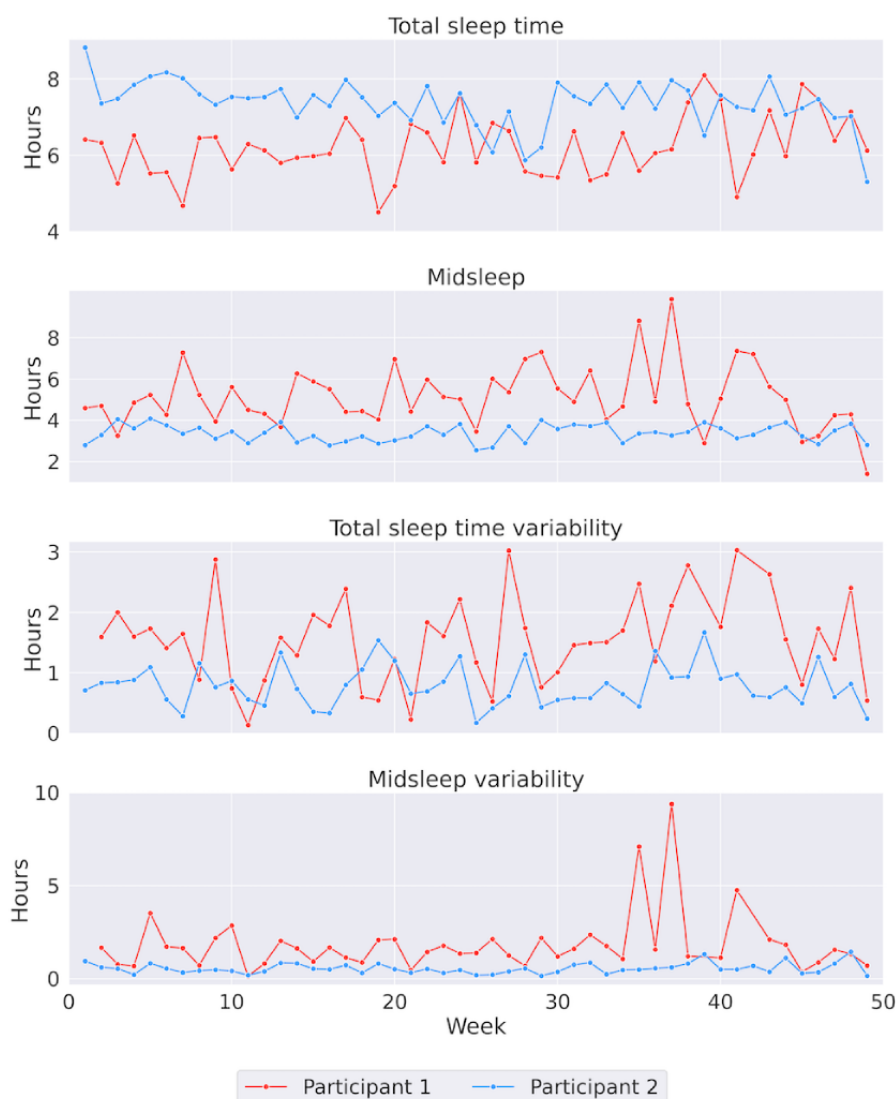 Total sleep time
Hours
8
6
4
Midsleep
Hours
8
6
4
2
Total sleep time variability
Hours
3
2
1
0
Midsleep variability
Hours
10
5
0
0 10 20 30 40 50
Week
Participant 1 Participant 2